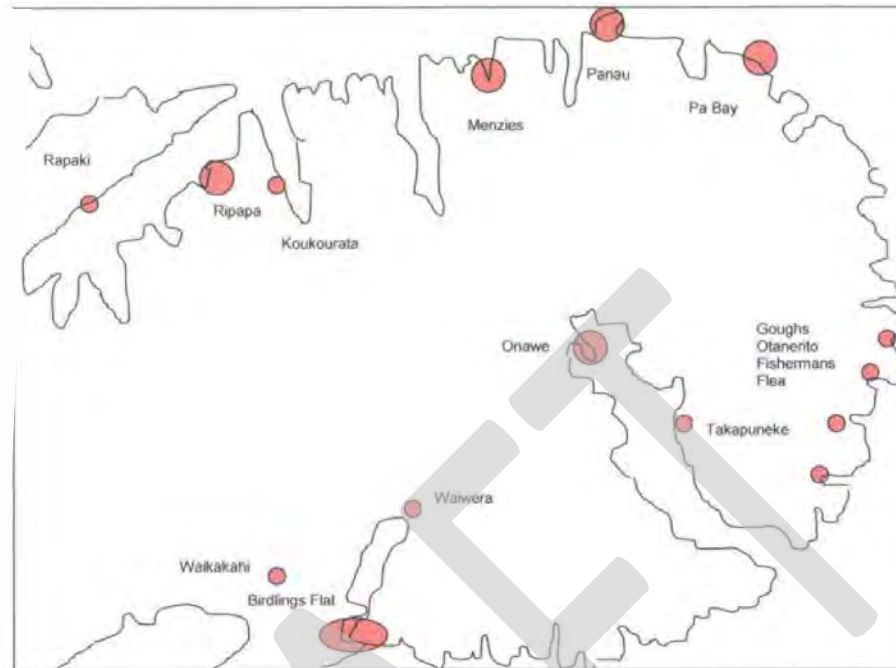 Panau
Menzies
Pa Bay
Rapaki
Ripapa
Koukourata
Onawe
Goughs
Otanerito
Fishermans
Flea
Takapuneke
Waiwera
Waikakahi
Birdlings Flat